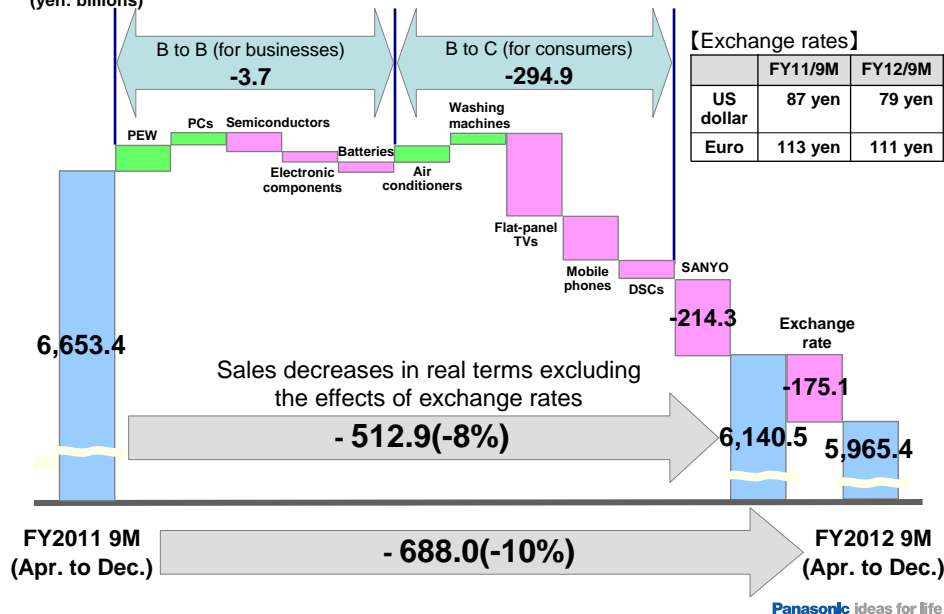 (yen: billions)
B to B (for businesses)
-3.7
B to C (for consumers)
-294.9
【Exchange rates】
FY11/9M FY12/9M
US dollar 87 yen 79 yen
Euro 113 yen 111 yen
PEW
PCs
Semiconductors
Electronic
components
Batteries
Air
conditioners
Washing
machines
Flat-panel
TVs
Mobile
phones
DSCs
SANYO
-214.3
Exchange
rate
-175.1
6,653.4
Sales decreases in real terms excluding
the effects of exchange rates
- 512.9(-8%)
6,140.5
5,965.4
FY2011 9M
(Apr. to Dec.)
- 688.0(-10%)
FY2012 9M
(Apr. to Dec.)
Panasonic ideas for life